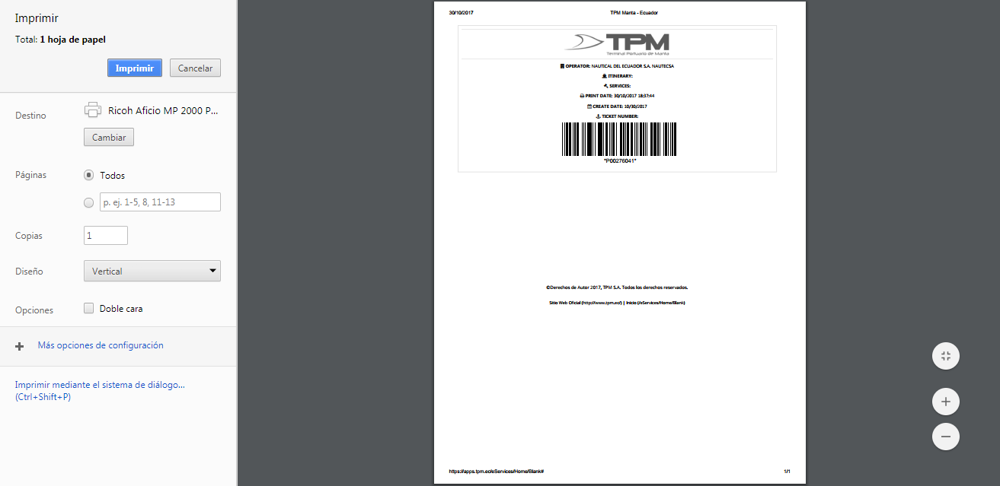 Imprimir
Total: 1 hoja de papel
Imprimir Cancelar
Destino
Ricoh Aficio MP 2000 P...
Cambiar
Páginas
Todos
p. ej. 1-5, 8, 11-13
Copias
1
Diseño
Vertical
Opciones
Doble cara
Más opciones de configuración
Imprimir mediante el sistema de diálogo...
(Ctrl+Shift+P)
30/10/2017 TPM Manta - Ecuador
TPM
Terminal Portuario de Manta
OPERATOR: NAUTICAL DEL ECUADOR S.A. NAUTECSA
ITINERARY:
SERVICES:
PRINT DATE: 30/10/2017 18:37:44
CREATE DATE: 10/30/2017
TICKET NUMBER:
*P00276041*
©Derechos de Autor 2017, TPM S.A. Todos los derechos reservados.
Sitio Web Oficial (http://www.tpm.ec/) | Inicio (/eServices/Home/Blank)
https://apps.tpm.ec/eServices/Home/Blank# 1/1